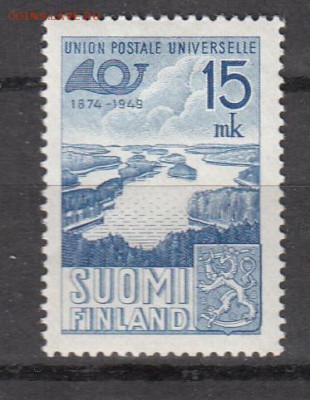 UNION POSTALE UNIVERSELLE
1874-1949
15
mk
SUOMI
FINLAND